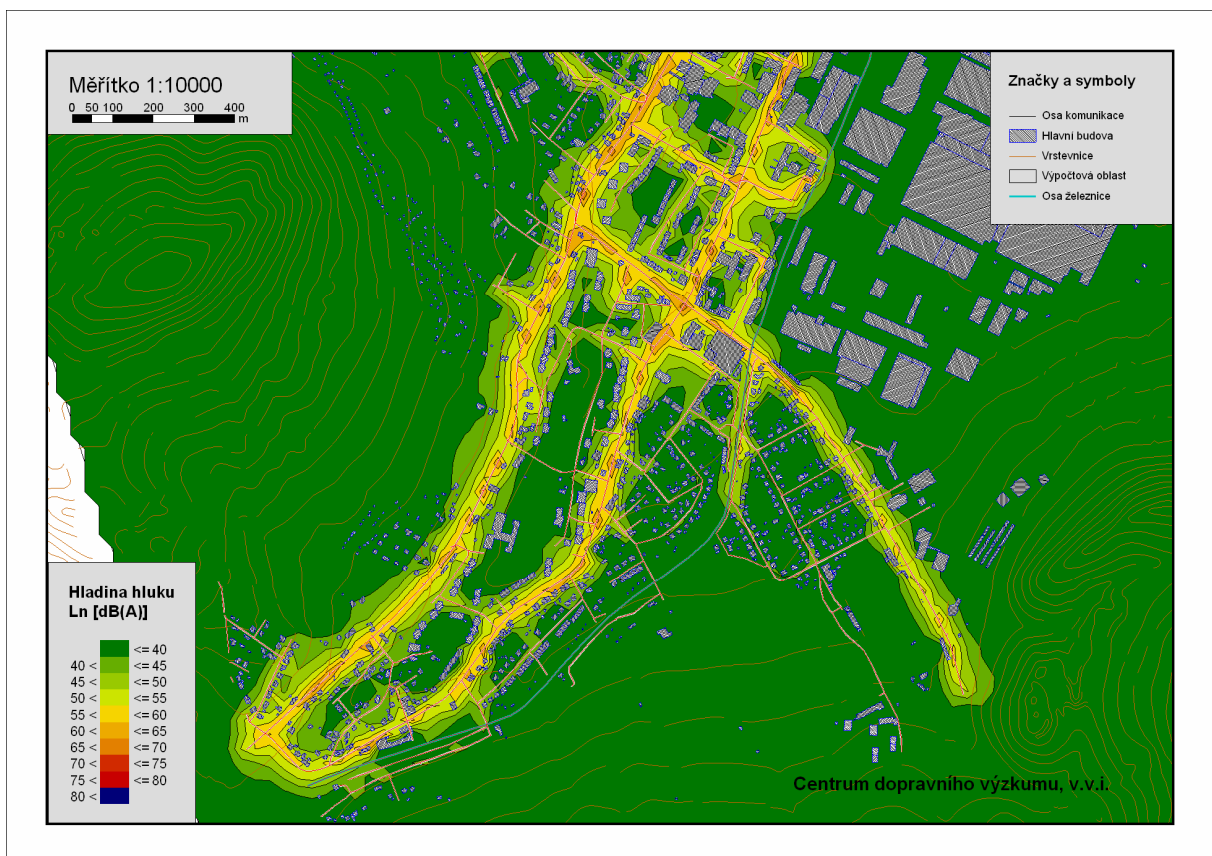 Měřítko 1:10000
0 50 100 200 300 400
m
Značky a symboly
Osa komunikace
Hlavní budova
Vrstevnice
Výpočtová oblast
Osa železnice
Hladina hluku
Ln [dB(A)]
<= 40
40 < <= 45
45 < <= 50
50 < <= 55
55 < <= 60
60 < <= 65
65 < <= 70
70 < <= 75
75 < <= 80
80 <
Centrum dopravního výzkumu, v.v.i.